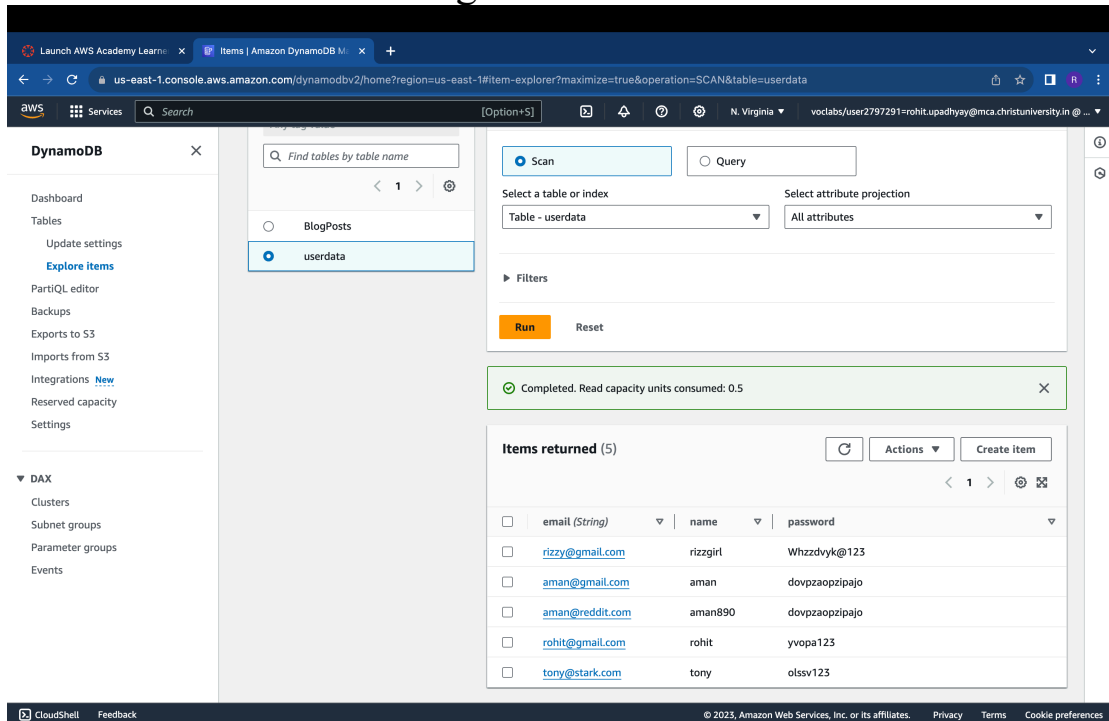 Launch AWS Academy Learne
Items | Amazon DynamoDB Ma
us-east-1.console.aws.amazon.com/dynamodbv2/home?region=us-east-1#item-explorer?maximize=true&operation=SCAN&table=userdata
R
aws
Services
Search
[Option+S]
N. Virginia ▼
voclabs/user2797291=rohit.upadhyay@mca.christuniversity.in @ ... ▼
DynamoDB
Dashboard
Tables
Update settings
Explore items
PartiQL editor
Backups
Exports to S3
Imports from S3
Integrations New
Reserved capacity
Settings
▼ DAX
Clusters
Subnet groups
Parameter groups
Events
Find tables by table name
< 1 >
BlogPosts
userdata
Scan
Query
Select a table or index
Table - userdata
Select attribute projection
All attributes
▶ Filters
Run
Reset
Completed. Read capacity units consumed: 0.5
Items returned (5)
Actions ▼
Create item
< 1 >
email (String) name password
rizzy@gmail.com rizzgirl Whzzdvyk@123
aman@gmail.com aman dovpzaopzipajo
aman@reddit.com aman890 dovpzaopzipajo
rohit@gmail.com rohit yvopa123
tony@stark.com tony olssv123
CloudShell
Feedback
© 2023, Amazon Web Services, Inc. or its affiliates.
Privacy
Terms
Cookie preferences